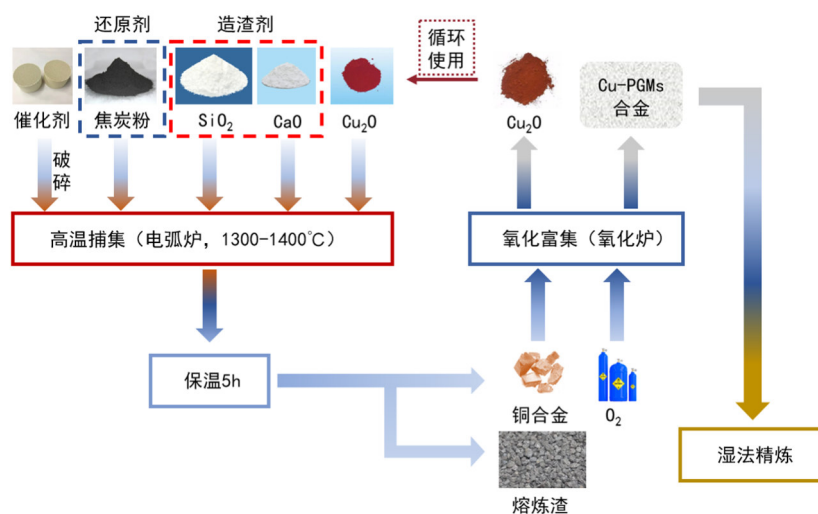 还原剂
造渣剂
循环
使用
催化剂
焦炭粉
SiO₂
CaO
Cu₂O
Cu₂O
Cu-PGMs
合金
破
碎
高温捕集（电弧炉，1300-1400℃）
氧化富集（氧化炉）
保温5h
铜合金
O₂
熔炼渣
湿法精炼